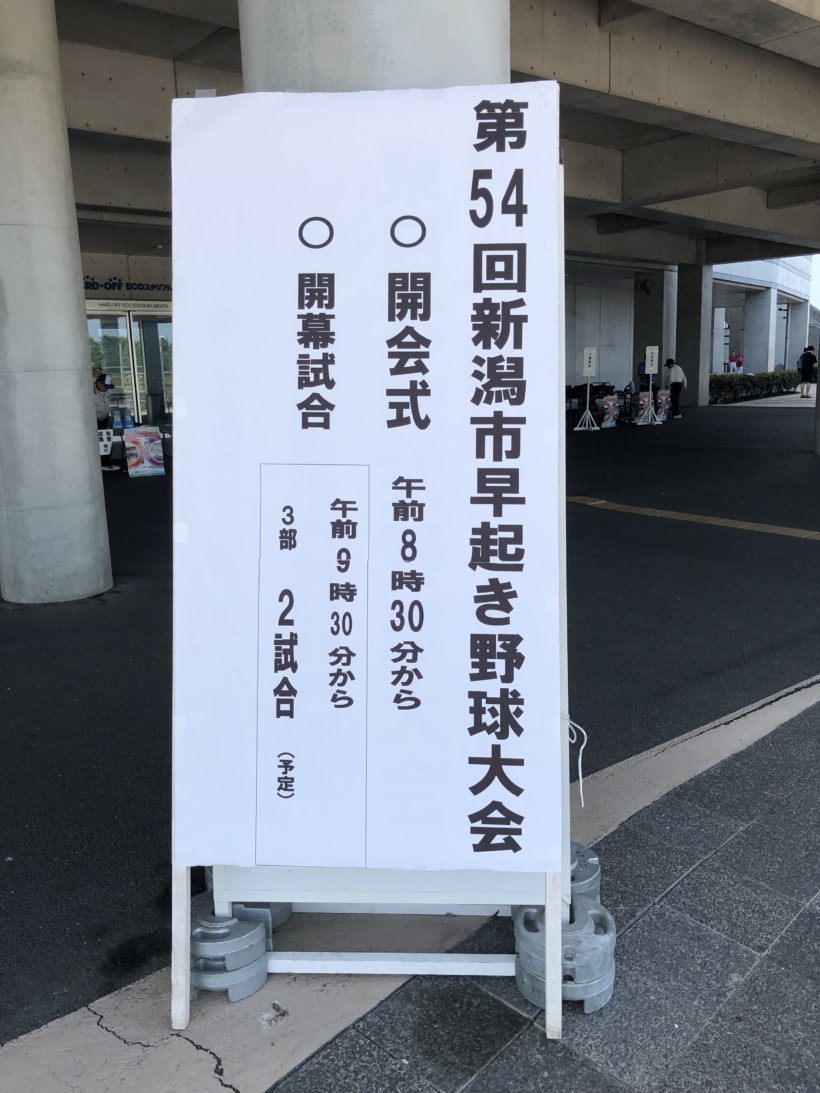 第54回新潟市早起き野球大会
○ 開会式 午前8時30分から
○ 開幕試合 午前9時30分から
3部 2試合 (予定)
ARD-OFF ECOスタジアム
HARD OFF ECO STADIUM NIIGATA